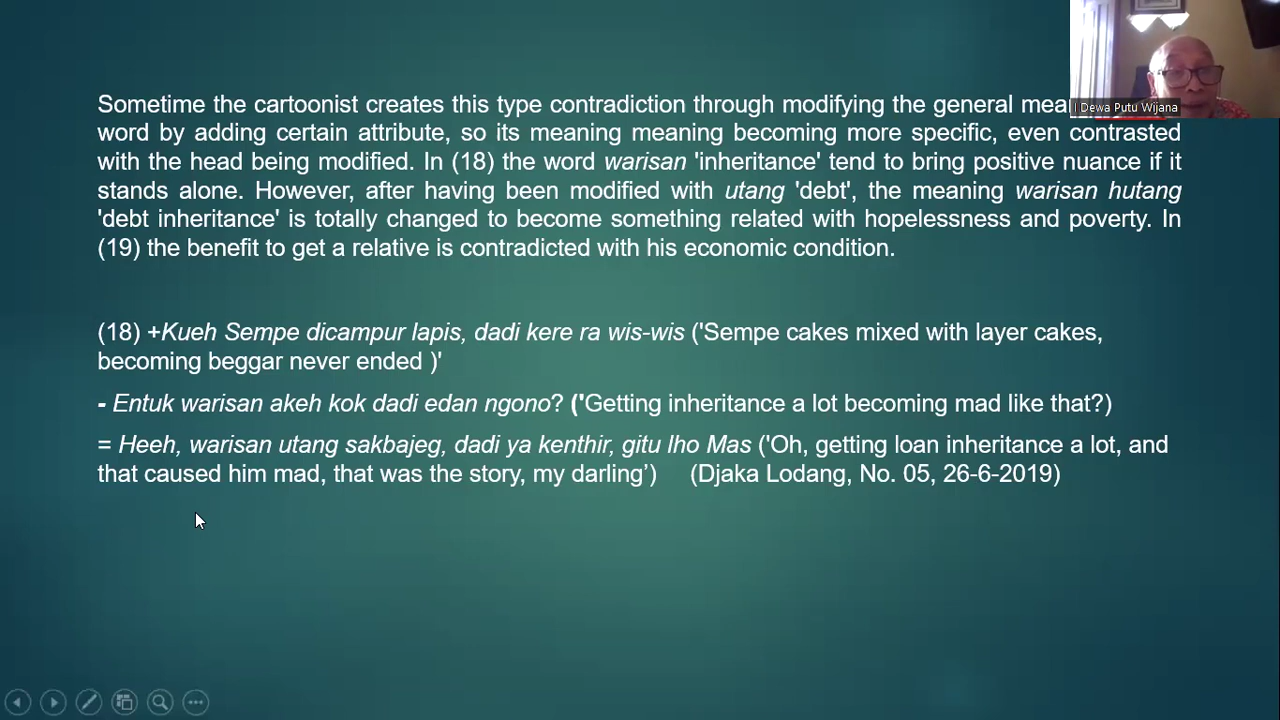 Sometime the cartoonist creates this type contradiction through modifying the general
I Dewa Putu Wijana
word by adding certain attribute, so its meaning meaning becoming more specific, even contrasted
with the head being modified. In (18) the word warisan 'inheritance' tend to bring positive nuance if it
stands alone. However, after having been modified with utang 'debt', the meaning warisan hutang
'debt inheritance' is totally changed to become something related with hopelessness and poverty. In
(19) the benefit to get a relative is contradicted with his economic condition.
(18) +Kueh Sempe dicampur lapis, dadi kere ra wis-wis ('Sempe cakes mixed with layer cakes,
becoming beggar never ended )'
- Entuk warisan akeh kok dadi edan ngono? ('Getting inheritance a lot becoming mad like that?)
= Heeh, warisan utang sakbajeg, dadi ya kenthir, gitu lho Mas ('Oh, getting loan inheritance a lot, and
that caused him mad, that was the story, my darling’) (Djaka Lodang, No. 05, 26-6-2019)